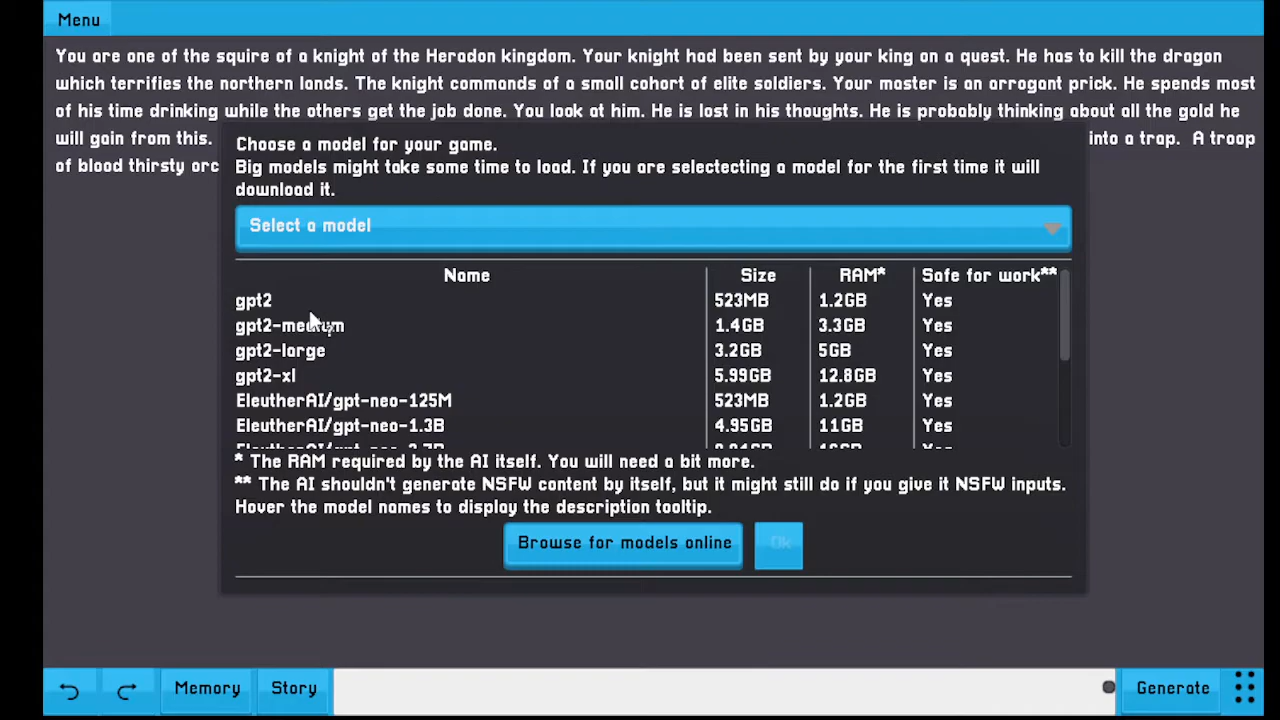 Menu
You are one of the squire of a knight of the Heradon kingdom. Your knight had been sent by your king on a quest. He has to kill the dragon
which terrifies the northern lands. The knight commands of a small cohort of elite soldiers. Your master is an arrogant prick. He spends most
of his time drinking while the others get the job done. You look at him. He is lost in his thoughts. He is probably thinking about all the gold he
will gain from this. into a trap. A troop
of blood thirsty orc
Choose a model for your game.
Big models might take some time to load. If you are selectecting a model for the first time it will
download it.
Select a model
Name Size RAM* Safe for work**
gpt2 523MB 1.2GB Yes
gpt2-medium 1.4GB 3.3GB Yes
gpt2-large 3.2GB 5GB Yes
gpt2-xl 5.99GB 12.8GB Yes
EleutherAI/gpt-neo-125M 523MB 1.2GB Yes
EleutherAI/gpt-neo-1.3B 4.95GB 11GB Yes
* The RAM required by the AI itself. You will need a bit more.
** The AI shouldn't generate NSFW content by itself, but it might still do if you give it NSFW inputs.
Hover the model names to display the description tooltip.
Browse for models online Ok
Memory Story Generate